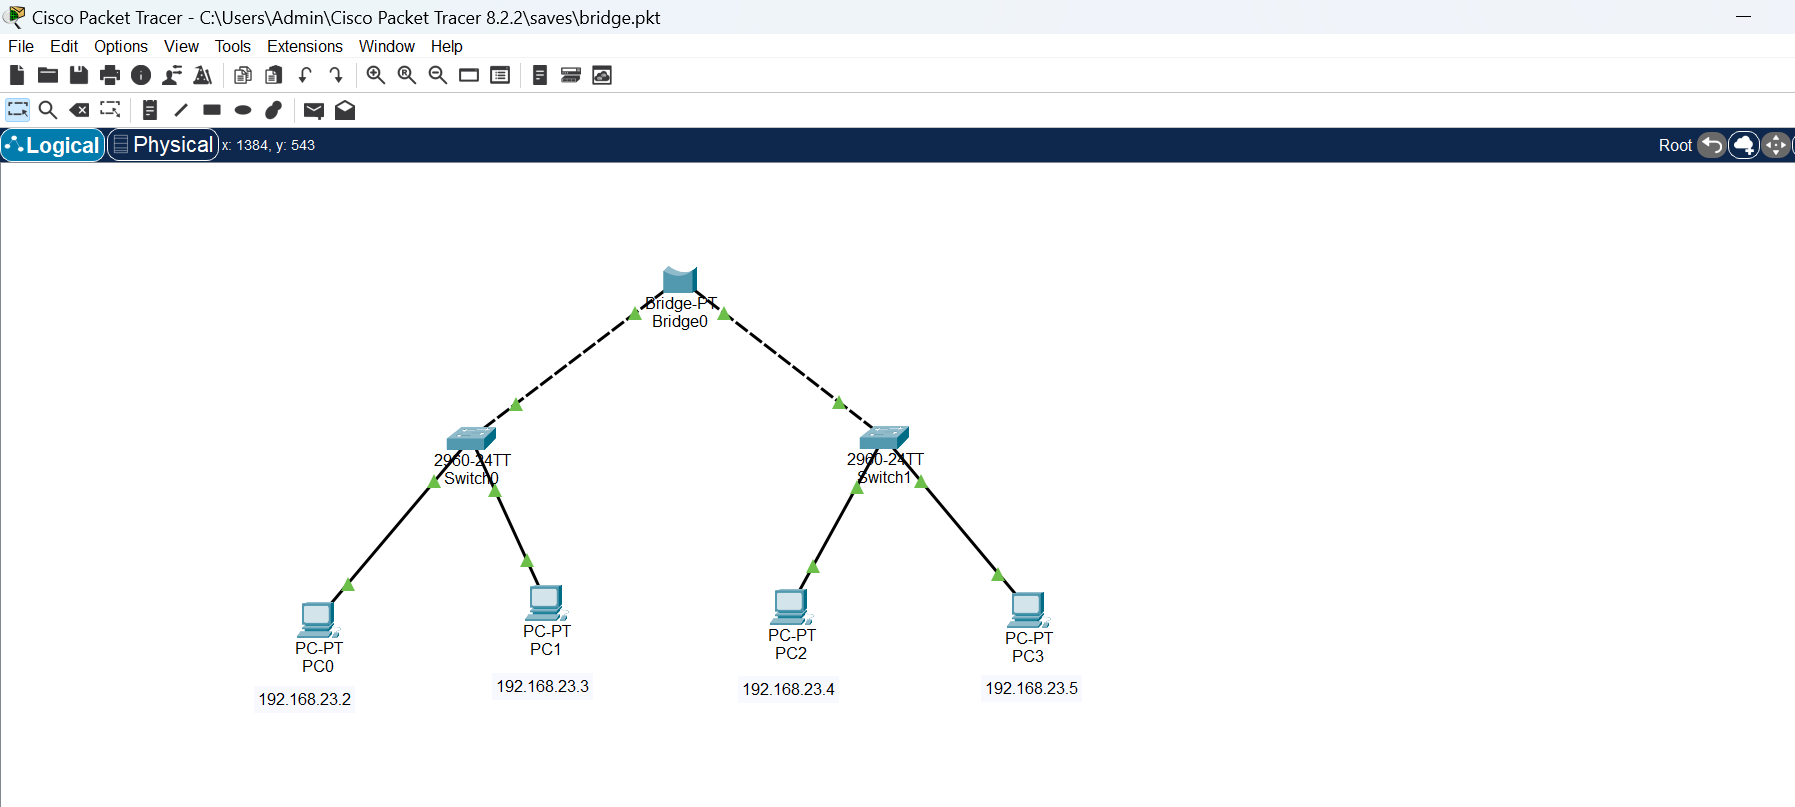 Cisco Packet Tracer - C:\Users\Admin\Cisco Packet Tracer 8.2.2\saves\bridge.pkt
File Edit Options View Tools Extensions Window Help
Logical Physical x: 1384, y: 543 Root
Bridge-PT
Bridge0
2960-24TT
Switch0
2960-24TT
Switch1
PC-PT
PC0
192.168.23.2
PC-PT
PC1
192.168.23.3
PC-PT
PC2
192.168.23.4
PC-PT
PC3
192.168.23.5